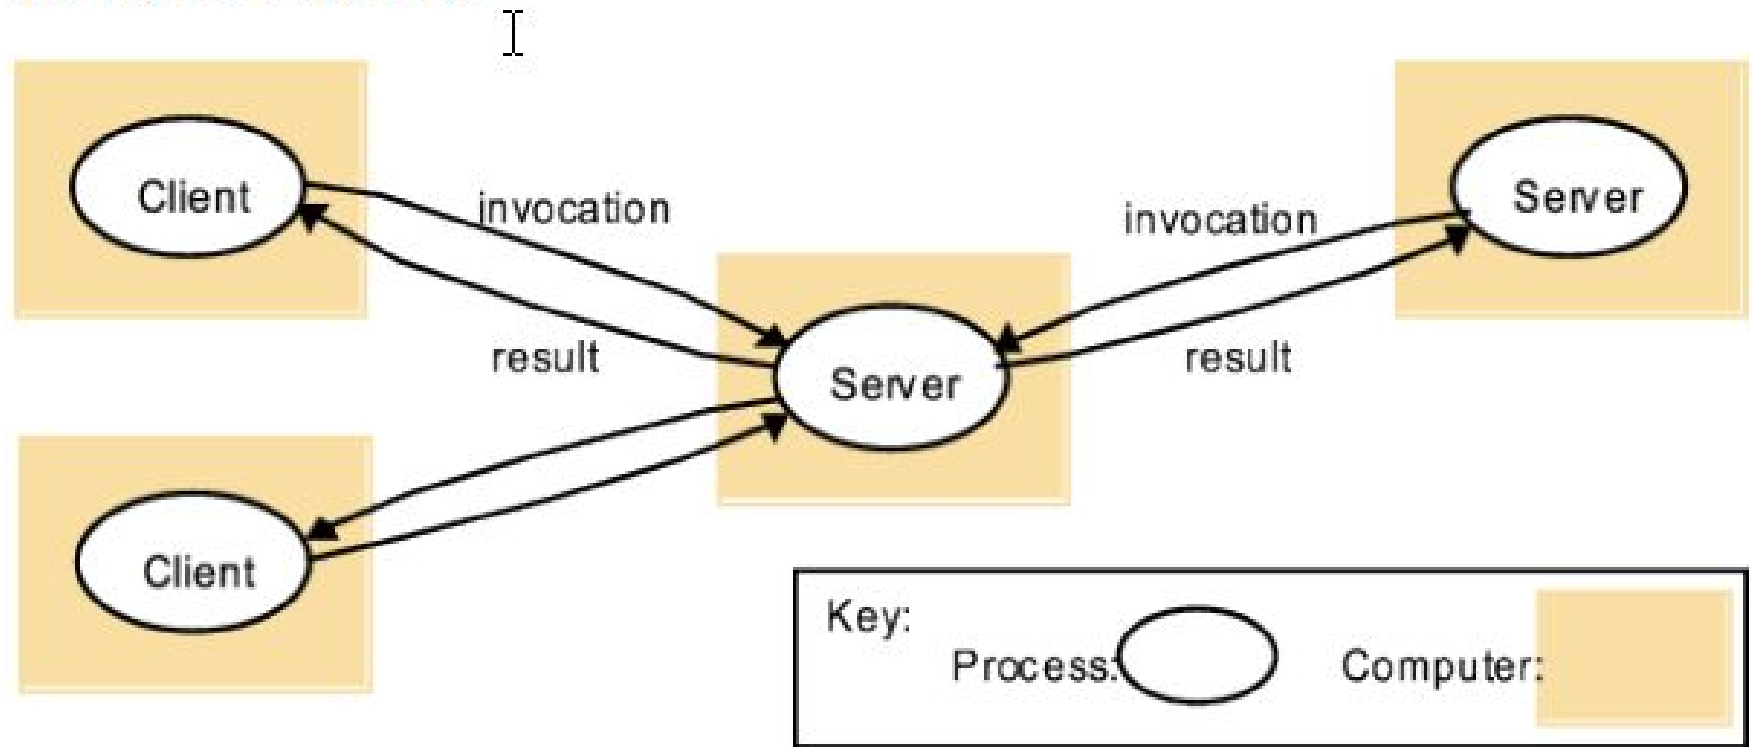 Client
invocation
result
Server
invocation
result
Server
Client
Key:
Process:
Computer: